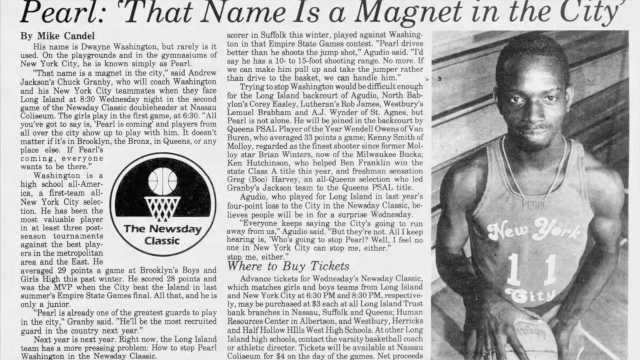 Pearl: 'That Name Is a Magnet in the City'
By Mike Candel
His name is Dwayne Washington, but rarely is it
used. On the playgrounds and in the gymnasiums of
New York City, he is known simply as Pearl.
"That name is a magnet in the city," said Andrew
Jackson's Chuck Granby, who will coach Washington
and his New York City teammates when they face
Long Island at 8:30 Wednesday night in the second
game of the Newsday Classic doubleheader at Nassau
Coliseum. The girls play in the first game, at 6:30. "All
you've got to say is, 'Pearl is coming' and players from
all over the city show up to play with him. It doesn't
matter if it's in Brooklyn, the Bronx, in Queens, or any
place else. If Pearl's
coming, everyone
wants to be there."
Washington is a
high school all-Ameri-
ca, a first-team all-
New York City selec-
tion. He has been the
most valuable player
in at least three post-
season tournaments
against the best play-
ers in the metropolitan
area and the East. He
averaged 29 points a game at Brooklyn's Boys and
Girls High this past winter. He scored 28 points and
was the MVP when the City beat the Island in last
summer's Empire State Games final. All that, and he is
only a junior.
"Pearl is already one of the greatest guards to play
in the city," Granby said. "He'll be the most recruited
guard in the country next year."
Next year is next year. Right now, the Long Island
team has a more pressing problem: How to stop Pearl
Washington in the Newsday Classic.
The Newsday
Classic
scorer in Suffolk this winter, played against Washing-
ton in that Empire State Games contest. "Pearl drives
better than he shoots the jump shot," Agudio said. "I'd
say he has a 10- to 15-foot shooting range. No more. If
we can make him pull up and take the jumper rather
than drive to the basket, we can handle him."
Trying to stop Washington would be difficult enough
for the Long Island backcourt of Agudio, North Bab-
ylon's Corey Easley, Lutheran's Rob James, Westbury's
Lemuel Brabham and A.J. Wynder of St. Agnes, but
Pearl is not alone. He will be joined in the backcourt by
Queens PSAL Player of the Year Wendell Owens of Van
Buren, who averaged 33 points a game; Kenny Smith of
Molloy, regarded as the finest shooter since former Mol-
loy star Brian Winters, now of the Milwaukee Bucks;
Ken Hutchinson, who helped Ben Franklin win the
state Class A title this year, and freshman sensation
Greg (Boo) Harvey, an all-Queens selection who led
Granby's Jackson team to the Queens PSAL title.
Agudio, who played for Long Island in last year's
four-point loss to the City in the Newsday Classic,
believes people will be in for a surprise Wednesday.
"Everyone keeps saying the City's going to run
away from us," Agudio said. "But they're not. All I keep
hearing is, 'Who's going to stop Pearl? Well, I feel no
one in New York City can stop me, either."
stop me, either."
Where to Buy Tickets
Advance tickets for Wednesday's Newsday Classic,
which matches girls and boys teams from Long Island
and New York City at 6:30 PM and 8:30 PM, respective-
ly, may be purchased at $3 each at all Long Island Trust
bank branches in Nassau, Suffolk and Queens; Human
Resources Center in Albertson, and Westbury, Herricks
and Half Hollow Hills West High Schools. At other Long
Island high schools, contact the varsity basketball coach
or athletic director. Tickets will be available at Nassau
Coliseum for $4 on the day of the games. Net proceeds
New York
11
City